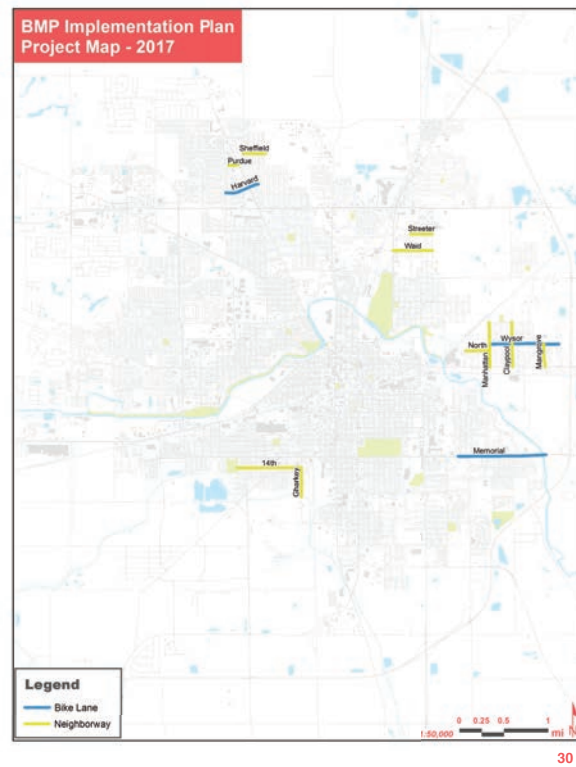 BMP Implementation Plan
Project Map - 2017
Sheffield
Purdue
Harvard
Streeter
Waid
North
Wysor
Manhattan
Claypool
Mangrove
Memorial
14th
Gharkey
Legend
Bike Lane
Neighborway
1:50,000
0 0.25 0.5 1
mi
N
30